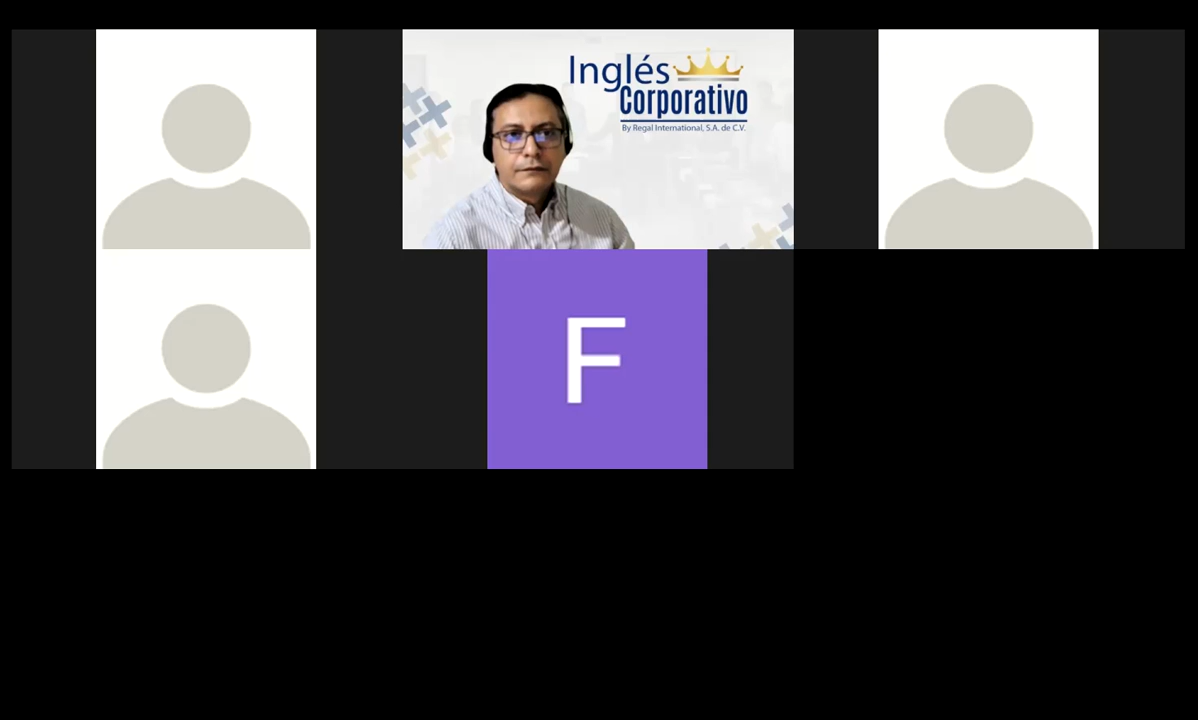 Inglés
Corporativo
By Regal International, S.A. de C.V.
F